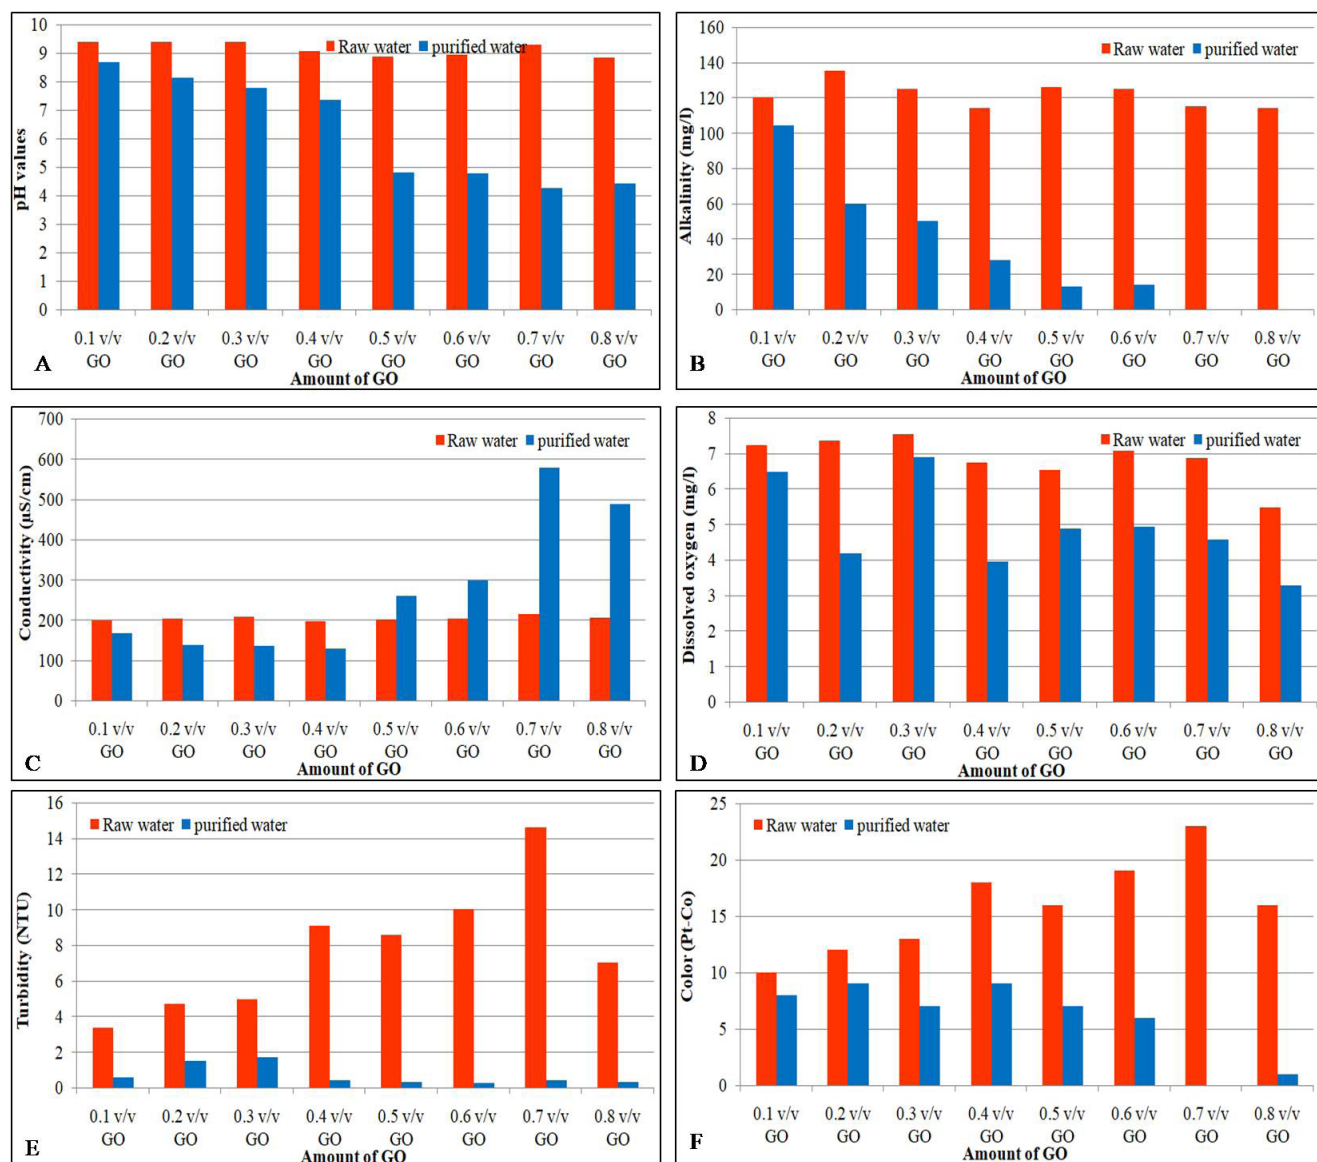 10
9
8
7
6
5
4
3
2
1
0
pH values
Raw water purified water
0.1 v/v 0.2 v/v 0.3 v/v 0.4 v/v 0.5 v/v 0.6 v/v 0.7 v/v 0.8 v/v
GO GO GO GO GO GO GO GO
Amount of GO
A
160
140
120
100
80
60
40
20
0
Alkalinity (mg/l)
Raw water purified water
0.1 v/v 0.2 v/v 0.3 v/v 0.4 v/v 0.5 v/v 0.6 v/v 0.7 v/v 0.8 v/v
GO GO GO GO GO GO GO GO
Amount of GO
B
700
600
500
400
300
200
100
0
Conductivity (µS/cm)
Raw water purified water
0.1 v/v 0.2 v/v 0.3 v/v 0.4 v/v 0.5 v/v 0.6 v/v 0.7 v/v 0.8 v/v
GO GO GO GO GO GO GO GO
Amount of GO
C
8
7
6
5
4
3
2
1
0
Dissolved oxygen (mg/l)
Raw water purified water
0.1 v/v 0.2 v/v 0.3 v/v 0.4 v/v 0.5 v/v 0.6 v/v 0.7 v/v 0.8 v/v
GO GO GO GO GO GO GO GO
Amount of GO
D
16
14
12
10
8
6
4
2
0
Turbidity (NTU)
Raw water purified water
0.1 v/v 0.2 v/v 0.3 v/v 0.4 v/v 0.5 v/v 0.6 v/v 0.7 v/v 0.8 v/v
GO GO GO GO GO GO GO GO
Amount of GO
E
25
20
15
10
5
0
Color (Pt-Co)
Raw water purified water
0.1 v/v 0.2 v/v 0.3 v/v 0.4 v/v 0.5 v/v 0.6 v/v 0.7 v/v 0.8 v/v
GO GO GO GO GO GO GO GO
Amount of GO
F